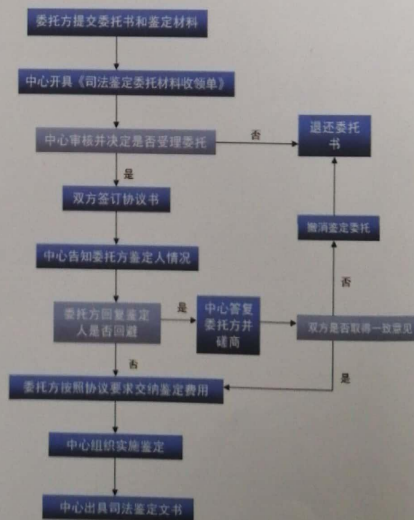 委托方提交委托书和鉴定材料
中心开具《司法鉴定委托材料收领单》
中心审核并决定是否受理委托
否
退还委托
书
是
双方签订协议书
撤消鉴定委托
中心告知委托方鉴定人情况
否
委托方回复鉴定
人是否回避
是
中心答复
委托方并
磋商
双方是否取得一致意见
否
是
委托方按照协议要求交纳鉴定费用
中心组织实施鉴定
中心出具司法鉴定文书